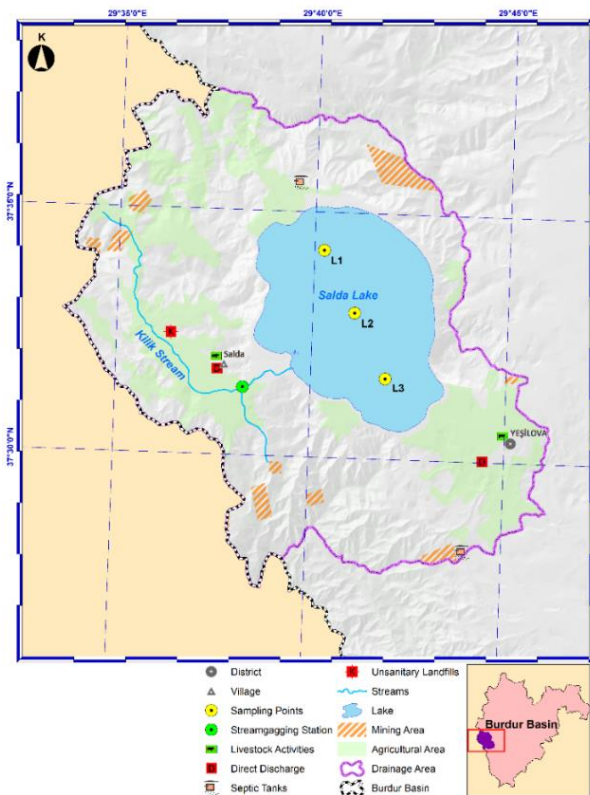 29°35'0"E
29°40'0"E
29°45'0"E
K
37°35'0"N
L1
Salda Lake
L2
Kilik Stream
Salda
L3
YEŞİLOVA
37°30'0"N
District
Village
Sampling Points
Streamgagging Station
Livestock Activities
Direct Discharge
Septic Tanks
Unsanitary Landfills
Streams
Lake
Mining Area
Agricultural Area
Drainage Area
Burdur Basin
Burdur Basin